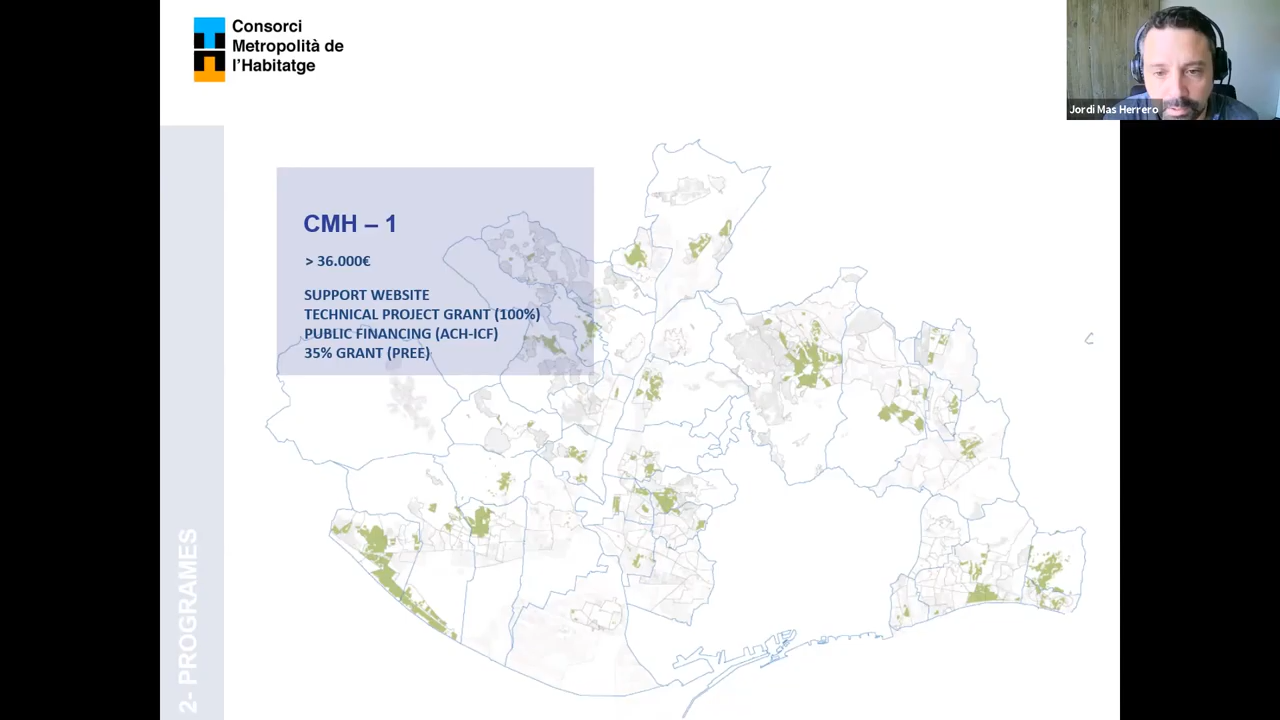 Consorci
Metropolità de
l'Habitatge
Jordi Mas Herrero
CMH – 1
> 36.000€
SUPPORT WEBSITE
TECHNICAL PROJECT GRANT (100%)
PUBLIC FINANCING (ACH-ICF)
35% GRANT (PREE)
2- PROGRAMES